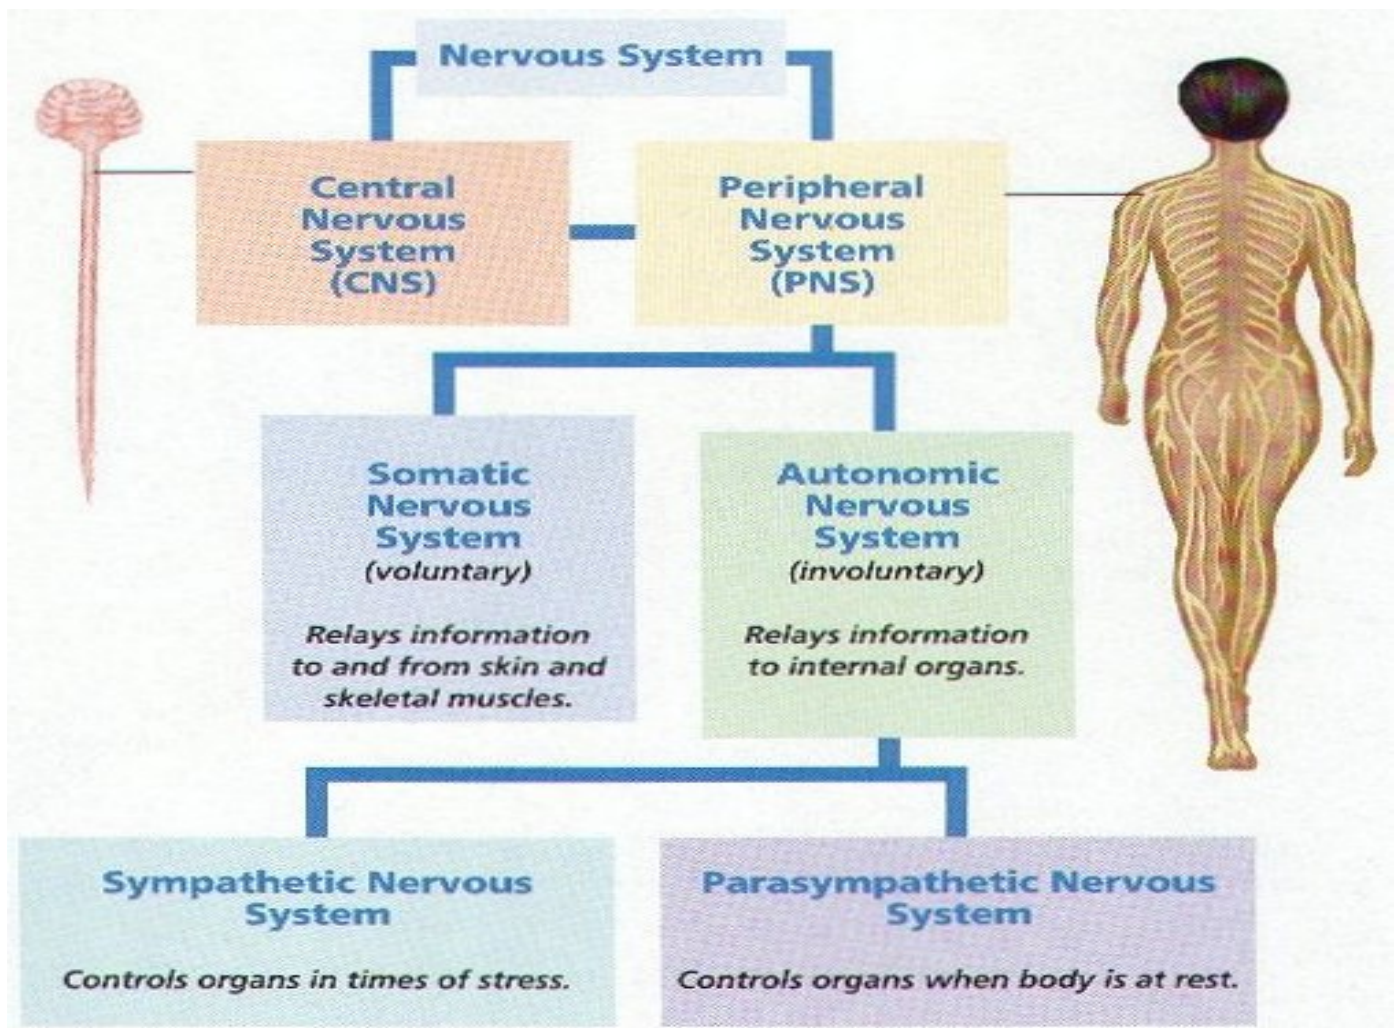 Nervous System
Central
Nervous
System
(CNS)
Peripheral
Nervous
System
(PNS)
Somatic
Nervous
System
(voluntary)
Relays information
to and from skin and
skeletal muscles.
Autonomic
Nervous
System
(involuntary)
Relays information
to internal organs.
Sympathetic Nervous
System
Controls organs in times of stress.
Parasympathetic Nervous
System
Controls organs when body is at rest.